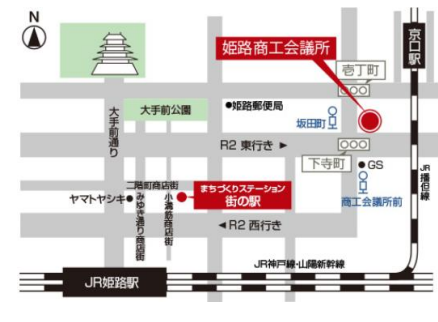 N
姫路商工会議所
京口駅
壱丁町
大手前公園
●姫路郵便局
坂田町
大手前通り
R2 東行き ▶
下寺町
●GS
JR播但線
二階町商店街
まちづくりステーション
街の駅
ヤマトヤシキ●
みゆき通り商店街
小溝筋商店街
商工会議所前
◀R2 西行き
JR神戸線・山陽新幹線
JR姫路駅